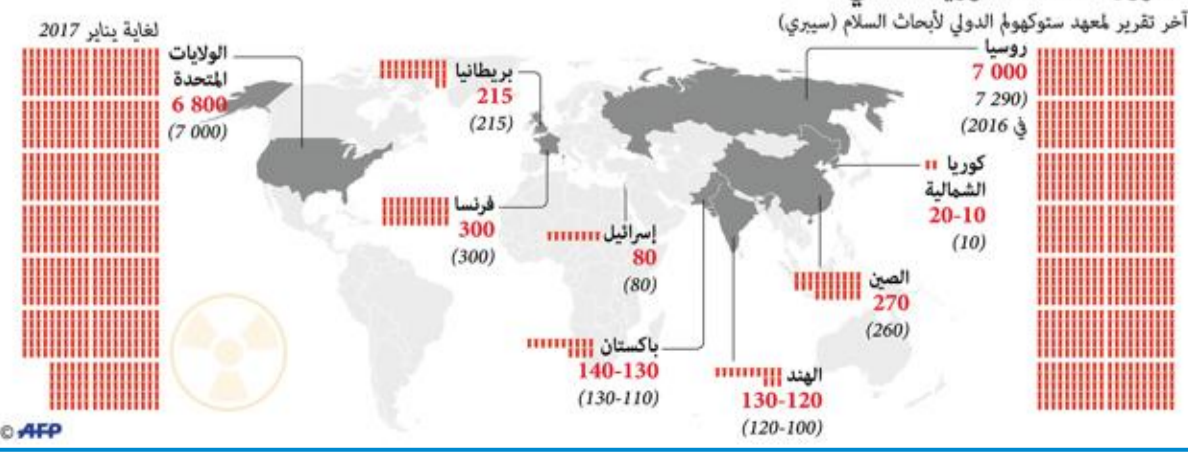 آخر تقرير لمعهد ستوكهولم الدولي لأبحاث السلام (سيبري)
لغاية يناير 2017
روسيا
7 000
(7 290
في 2016)
كوريا
الشمالية
20-10
(10)
الصين
270
(260)
الهند
130-120
(120-100)
باكستان
140-130
(130-110)
إسرائيل
80
(80)
بريطانيا
215
(215)
فرنسا
300
(300)
الولايات
المتحدة
6 800
(7 000)
© AFP